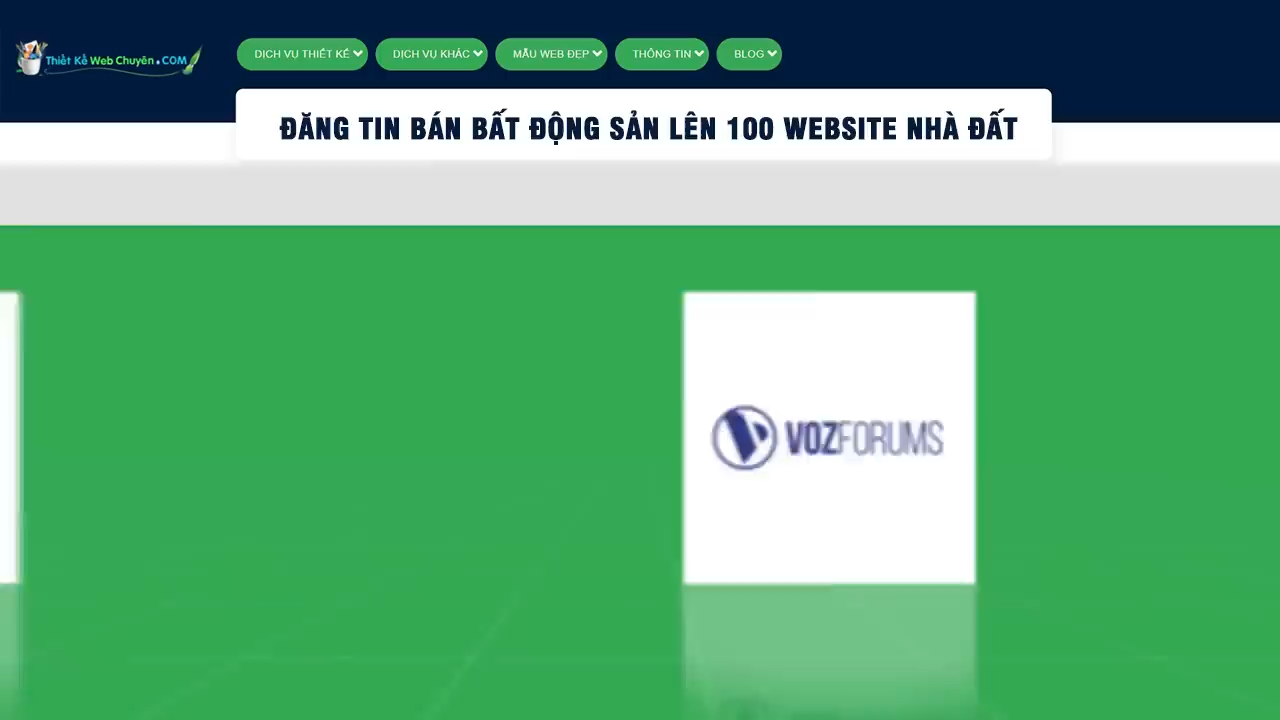 Thiết Kế Web Chuyên.COM
DỊCH VỤ THIẾT KẾ
DỊCH VỤ KHÁC
MẪU WEB ĐẸP
THÔNG TIN
BLOG
ĐĂNG TIN BÁN BẤT ĐỘNG SẢN LÊN 100 WEBSITE NHÀ ĐẤT
VOZFORUMS